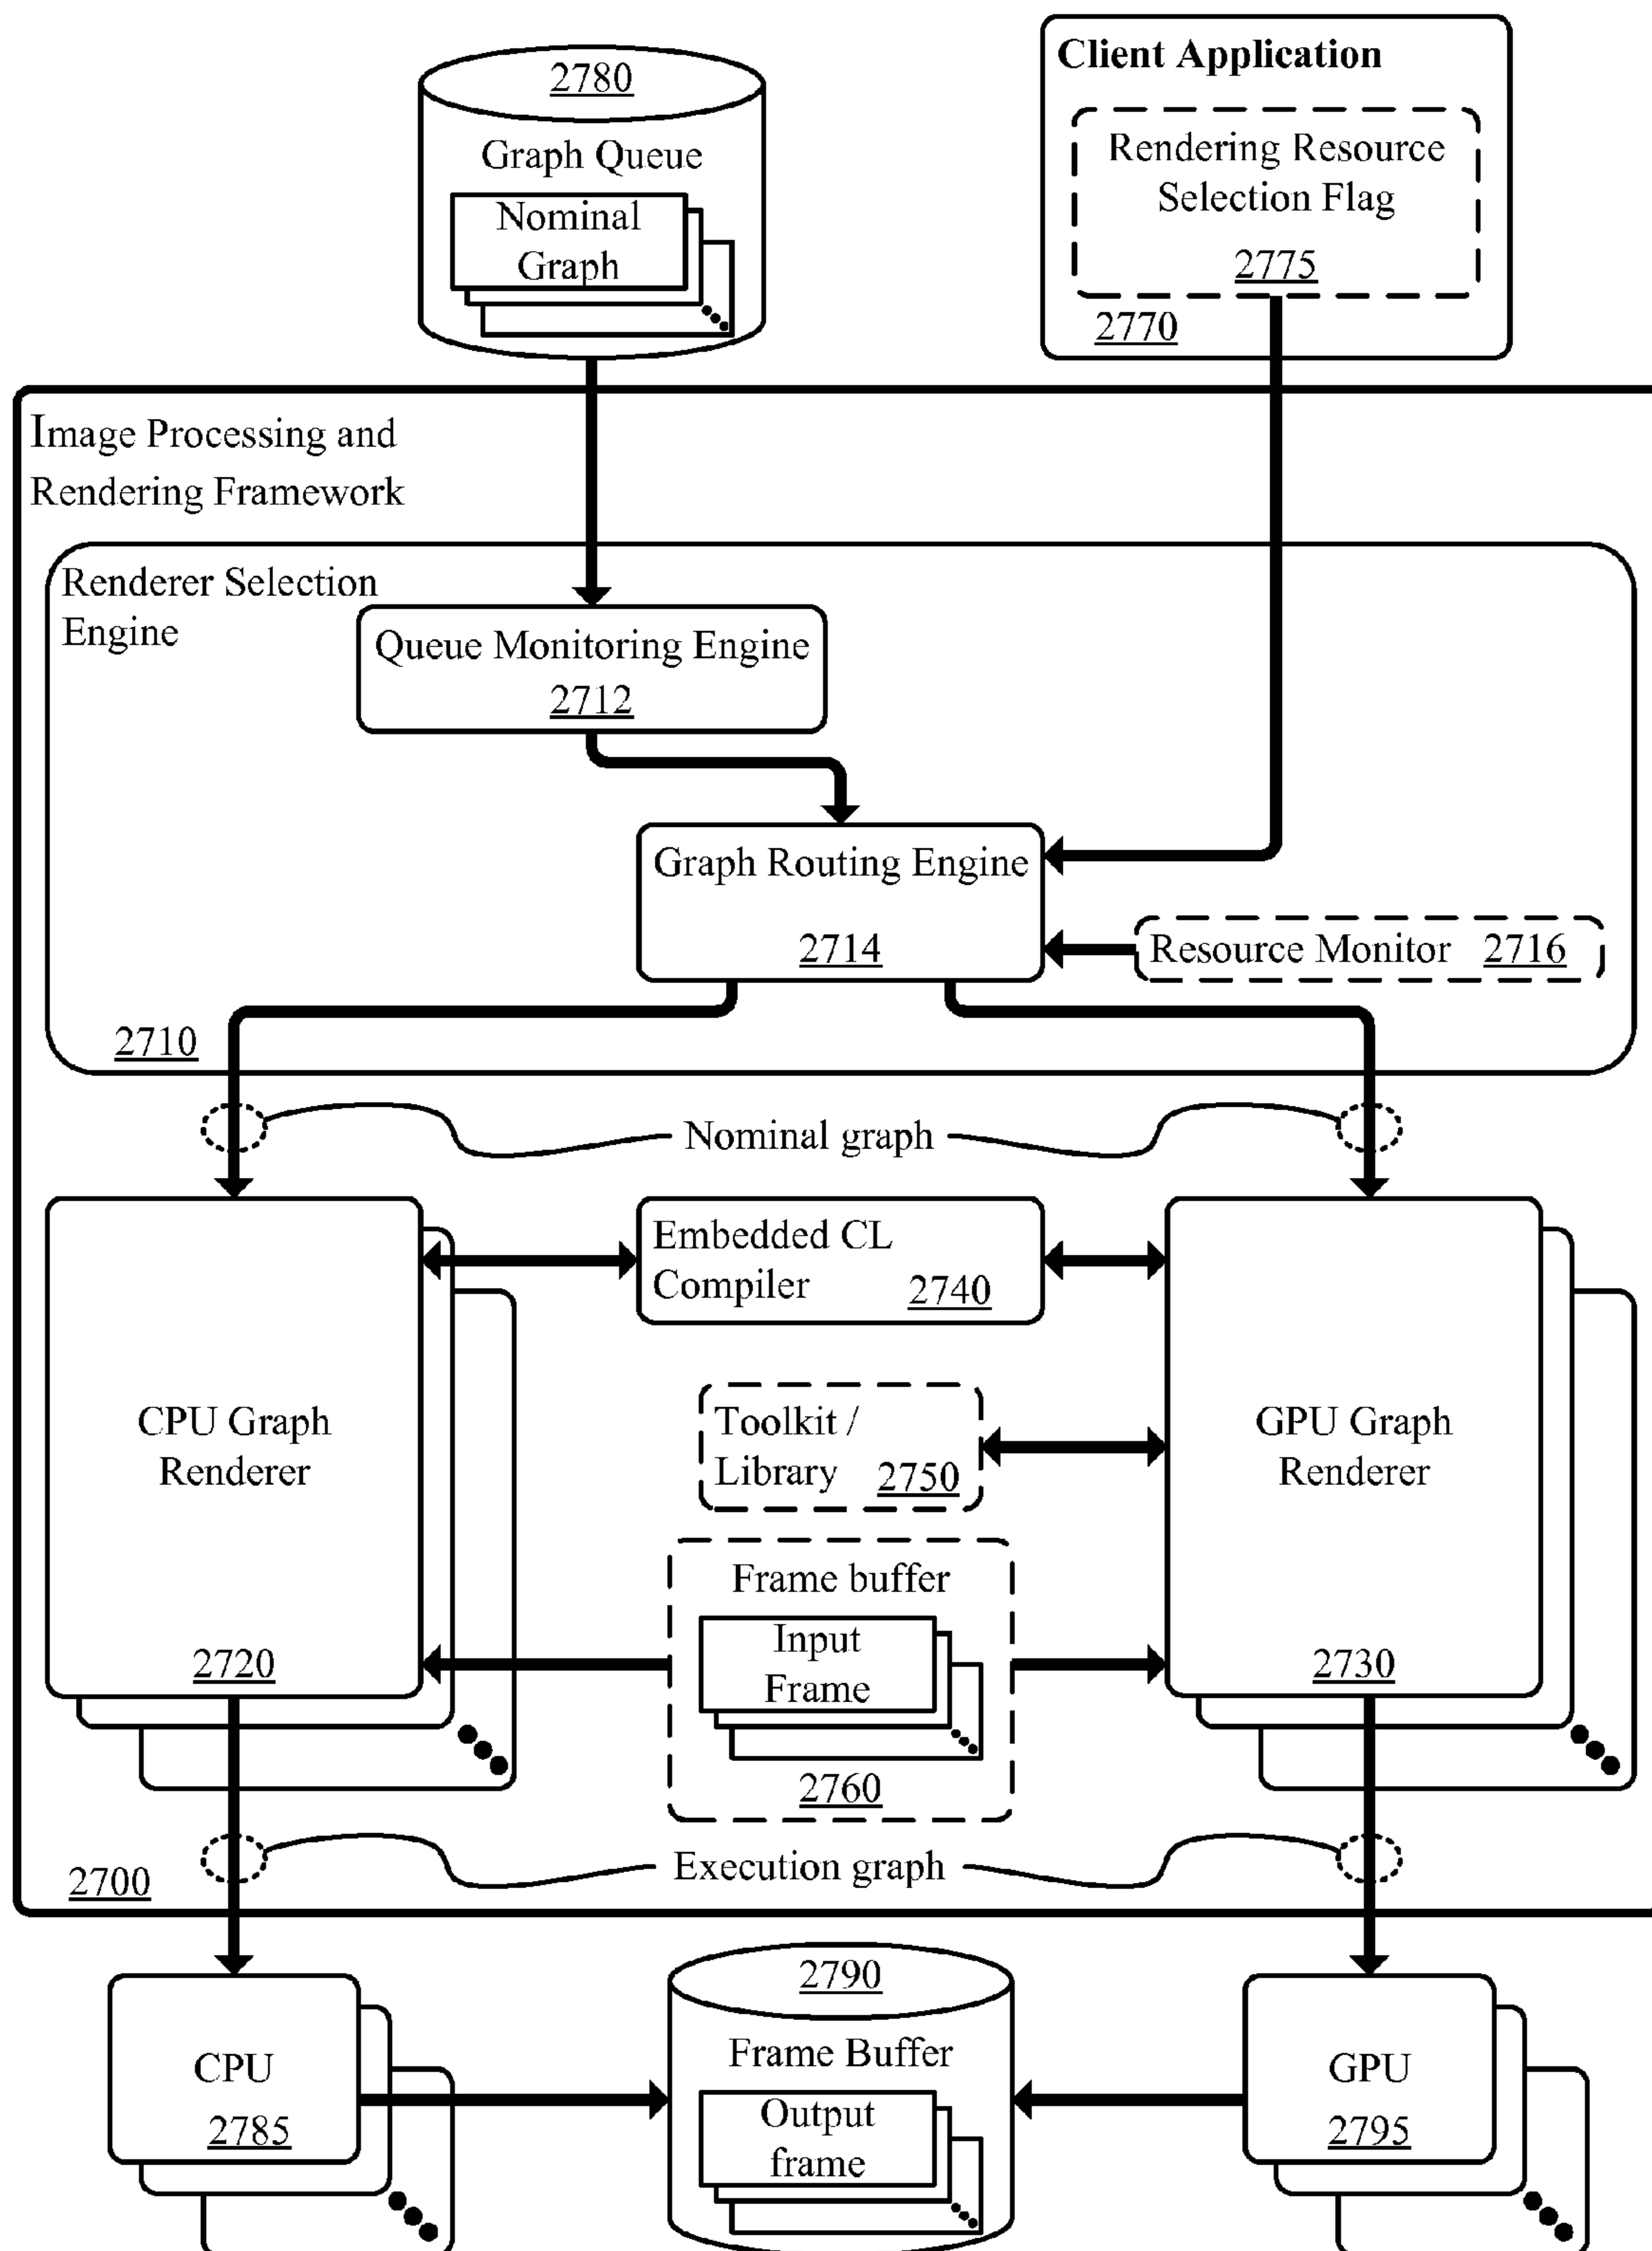 2780
Graph Queue
Nominal
Graph
Client Application
Rendering Resource
Selection Flag
2775
2770
Image Processing and
Rendering Framework
Renderer Selection
Engine
Queue Monitoring Engine
2712
Graph Routing Engine
2714
Resource Monitor 2716
2710
Nominal graph
Embedded CL
Compiler 2740
CPU Graph
Renderer
2720
Toolkit /
Library 2750
GPU Graph
Renderer
2730
Frame buffer
Input
Frame
2760
Execution graph
2700
CPU
2785
2790
Frame Buffer
Output
frame
GPU
2795